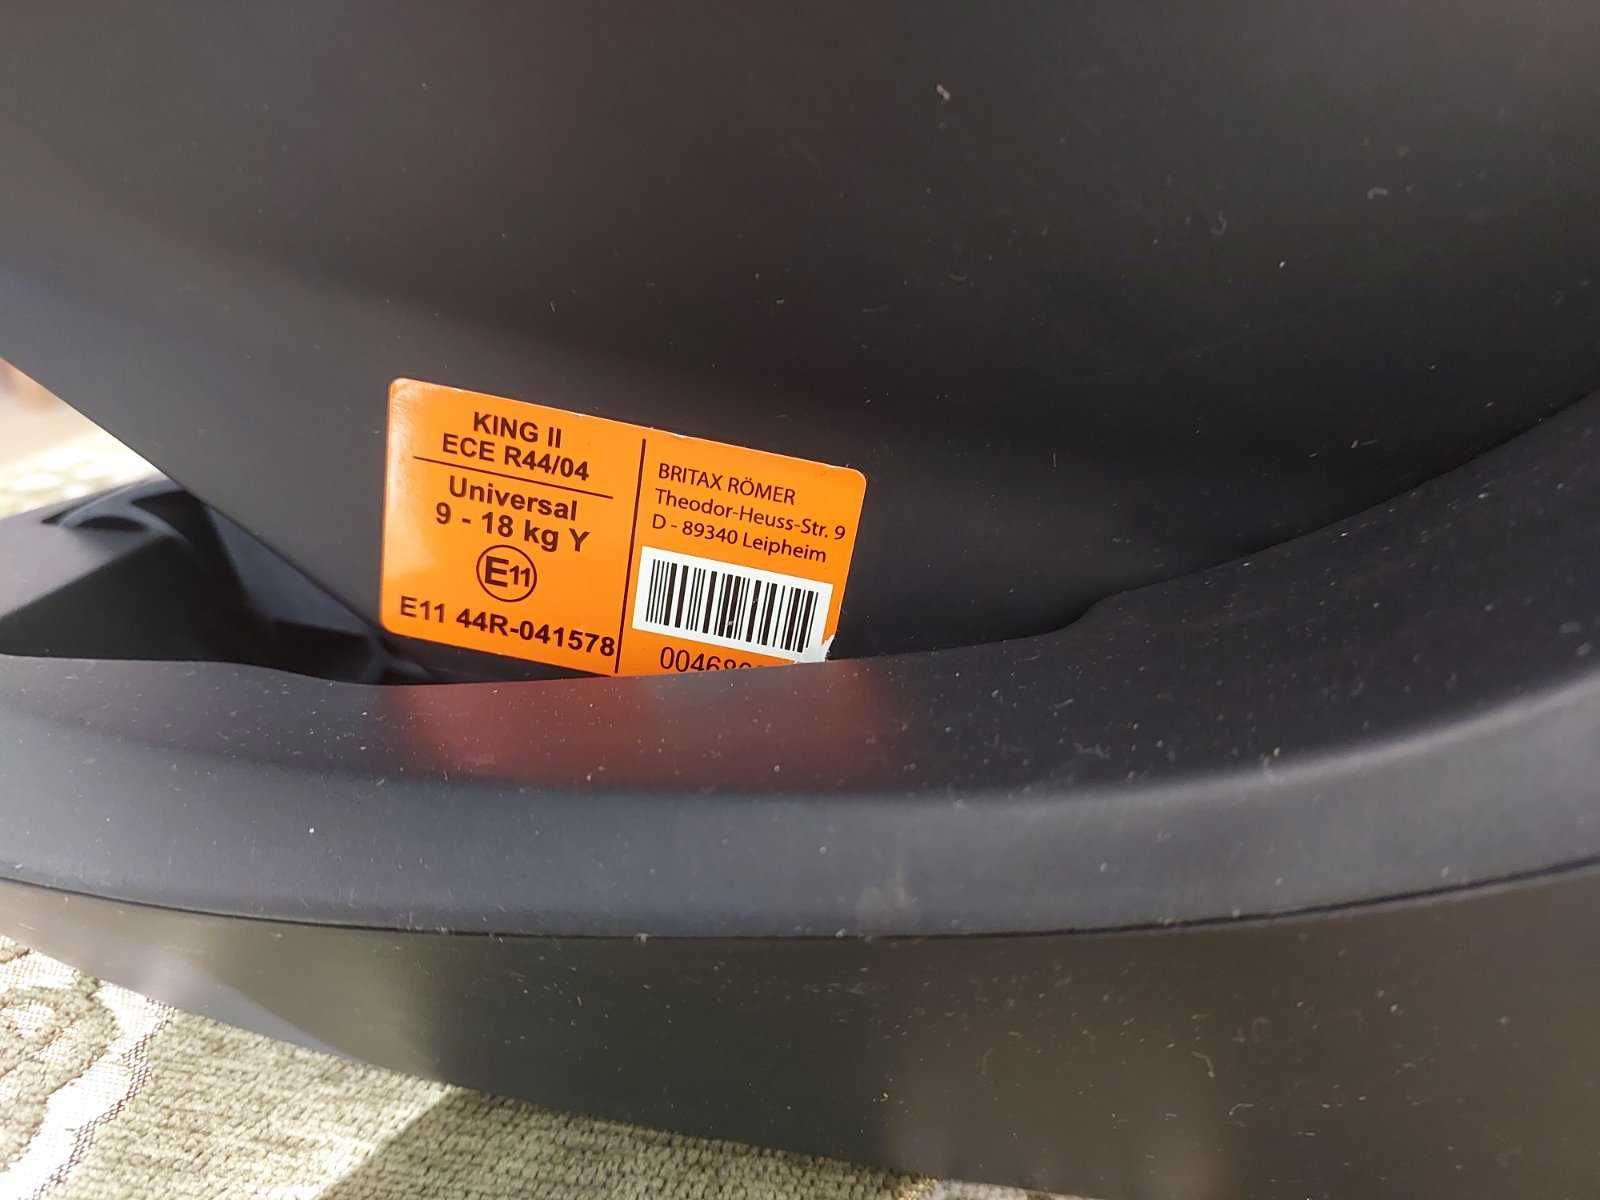 KING II
ECE R44/04
Universal
9 - 18 kg Y
E11
E11 44R-041578
BRITAX RÖMER
Theodor-Heuss-Str. 9
D - 89340 Leipheim